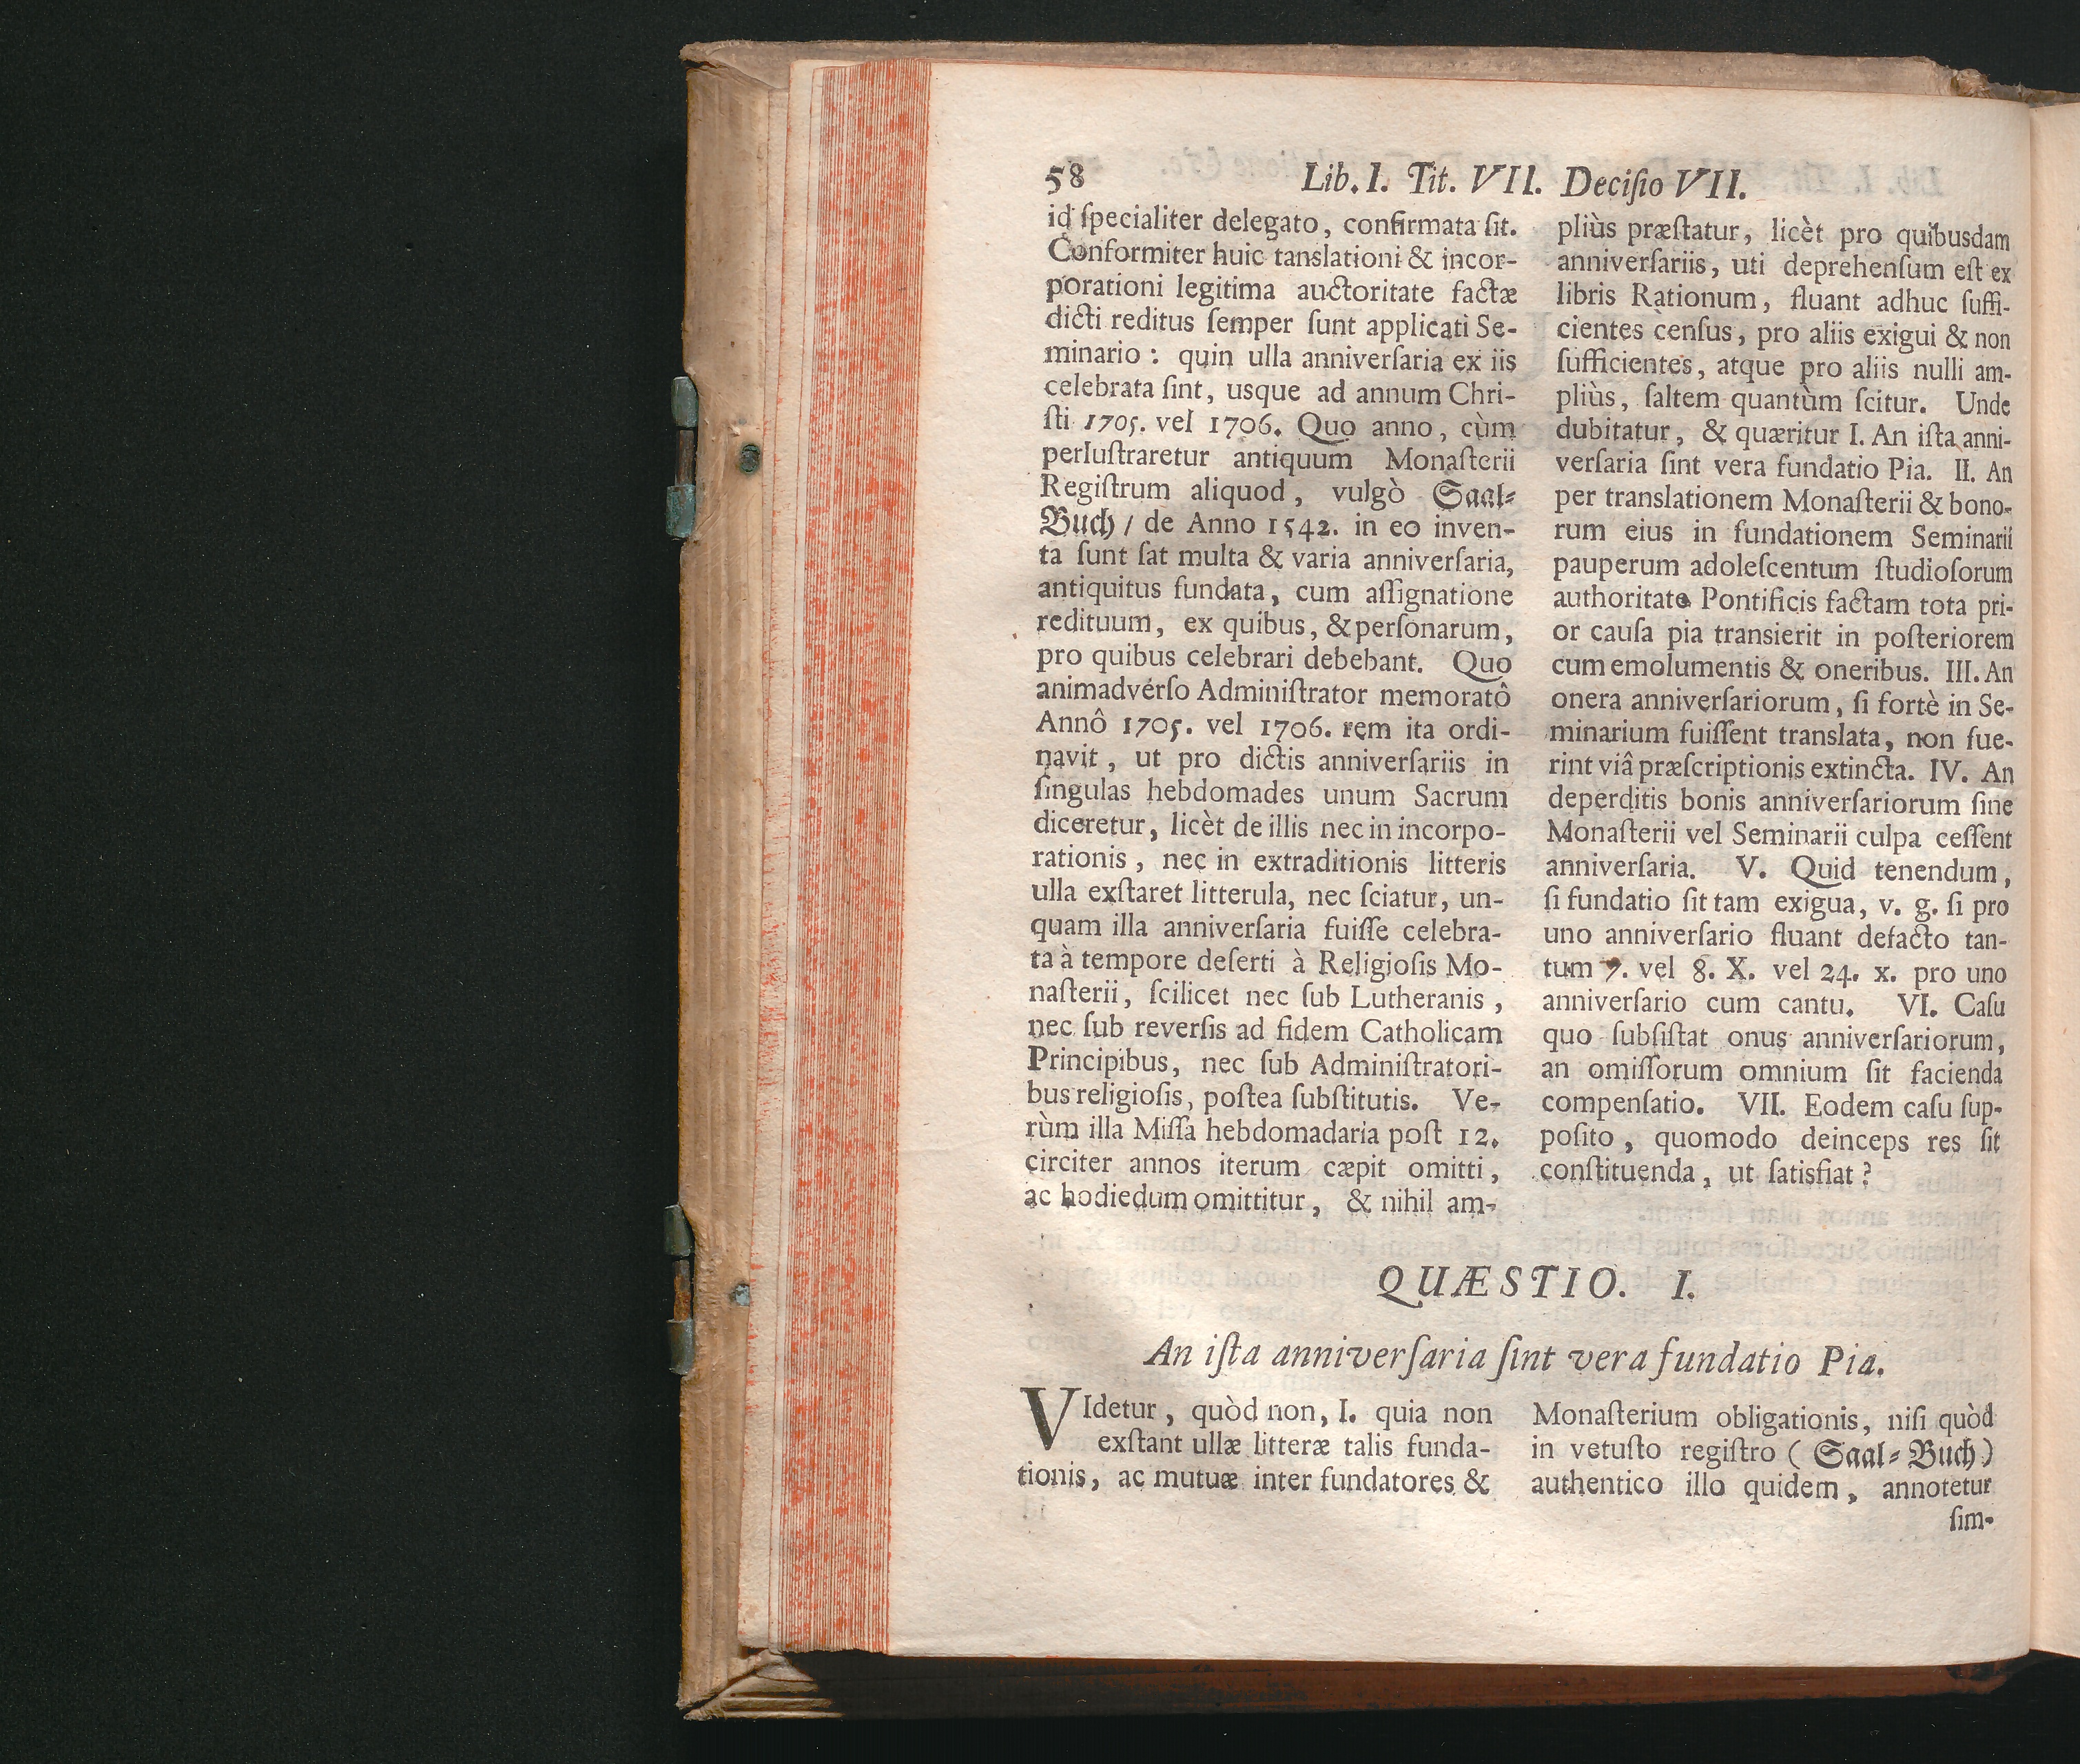 58
Lib. I. Tit. VII. Deciſio VII.
id ſpecialiter delegato, confirmata ſit.
Conformiter huic tanslationi & incor-
porationi legitima auctoritate factæ
dicti reditus ſemper ſunt applicati Se-
minario: quin ulla anniverſaria ex iis
celebrata ſint, usque ad annum Chri-
ſti 1705. vel 1706. Quo anno, cùm
perluſtraretur antiquum Monaſterii
Regiſtrum aliquod, vulgò Saal-
Buch / de Anno 1542. in eo inven-
ta ſunt ſat multa & varia anniverſaria,
antiquitus fundata, cum aſſignatione
redituum, ex quibus, & perſonarum,
pro quibus celebrari debebant. Quo
animadvérſo Adminiſtrator memoratô
Annô 1705. vel 1706. rem ita ordi-
navit, ut pro dictis anniverſariis in
ſingulas hebdomades unum Sacrum
diceretur, licèt de illis nec in incorpo-
rationis, nec in extraditionis litteris
ulla exſtaret litterula, nec ſciatur, un-
quam illa anniverſaria fuiſſe celebra-
ta à tempore deſerti à Religioſis Mo-
naſterii, ſcilicet nec ſub Lutheranis,
nec ſub reverſis ad fidem Catholicam
Principibus, nec ſub Adminiſtratori-
bus religioſis, poſtea ſubſtitutis. Ve-
rùm illa Miſſa hebdomadaria poſt 12.
circiter annos iterum cæpit omitti,
ac hodiedum omittitur, & nihil am-
pliùs præſtatur, licèt pro quibusdam
anniverſariis, uti deprehenſum eſt ex
libris Rationum, fluant adhuc ſuffi-
cientes cenſus, pro aliis exigui & non
ſufficientes, atque pro aliis nulli am-
pliùs, ſaltem quantùm ſcitur. Unde
dubitatur, & quæritur I. An iſta anni-
verſaria ſint vera fundatio Pia. II. An
per translationem Monaſterii & bono-
rum eius in fundationem Seminarii
pauperum adoleſcentum ſtudioſorum
authoritate Pontificis factam tota pri-
or cauſa pia transierit in poſteriorem
cum emolumentis & oneribus. III. An
onera anniverſariorum, ſi fortè in Se-
minarium fuiſſent translata, non fue-
rint viâ præſcriptionis extincta. IV. An
deperditis bonis anniverſariorum ſine
Monaſterii vel Seminarii culpa ceſſent
anniverſaria. V. Quid tenendum,
ſi fundatio ſit tam exigua, v. g. ſi pro
uno anniverſario fluant defacto tan-
tum 7. vel 8. X. vel 24. x. pro uno
anniverſario cum cantu. VI. Caſu
quo ſubſiſtat onus anniverſariorum,
an omiſſorum omnium ſit facienda
compenſatio. VII. Eodem caſu ſup-
poſito, quomodo deinceps res ſit
conſtituenda, ut ſatisfiat?
QUÆSTIO. I.
An iſta anniverſaria ſint vera fundatio Pia.
VIdetur, quòd non, I. quia non
exſtant ullæ litteræ talis funda-
tionis, ac mutuæ inter fundatores &
Monaſterium obligationis, niſi quòd
in vetuſto regiſtro (Saal-Buch)
authentico illo quidem, annotetur
ſim-